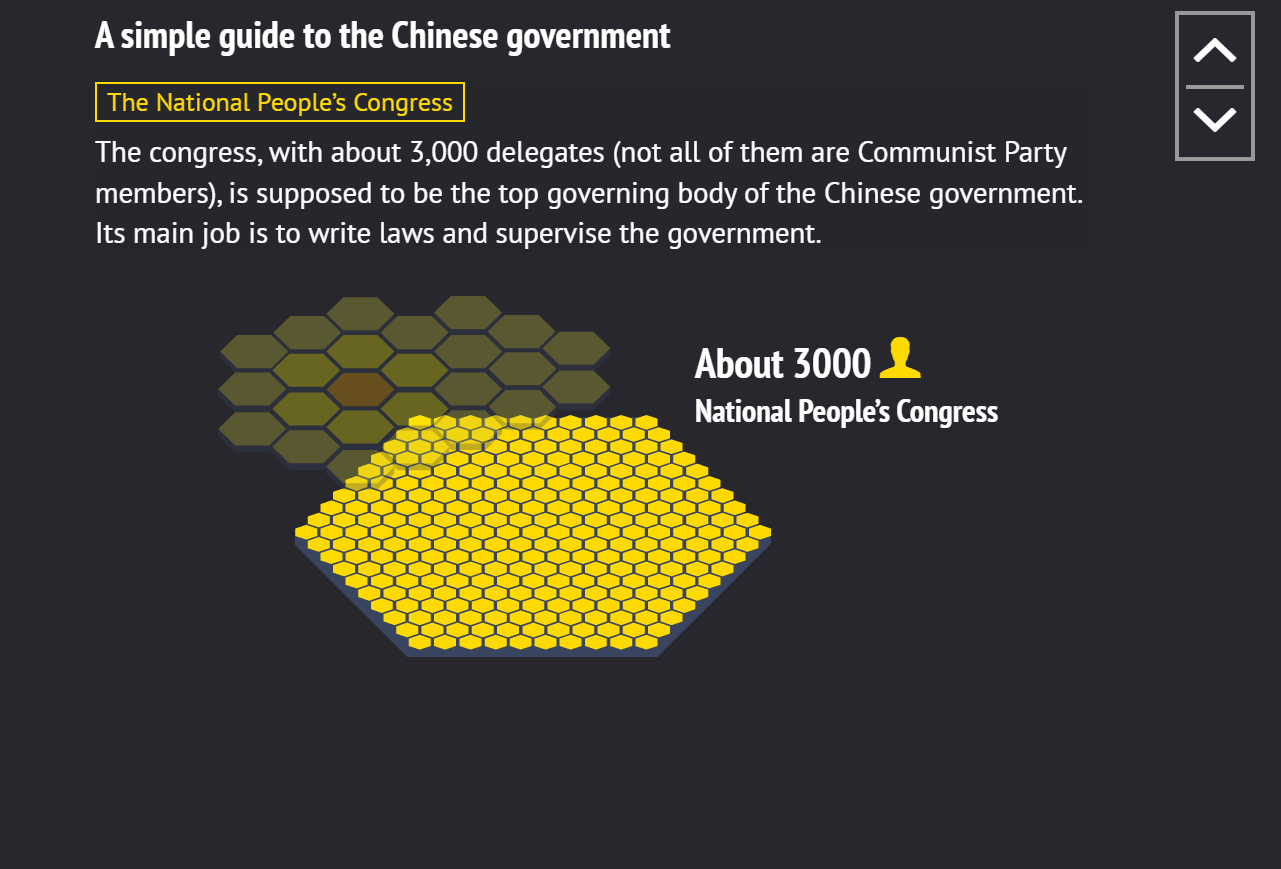 A simple guide to the Chinese government
The National People’s Congress
The congress, with about 3,000 delegates (not all of them are Communist Party
members), is supposed to be the top governing body of the Chinese government.
Its main job is to write laws and supervise the government.
About 3000
National People’s Congress